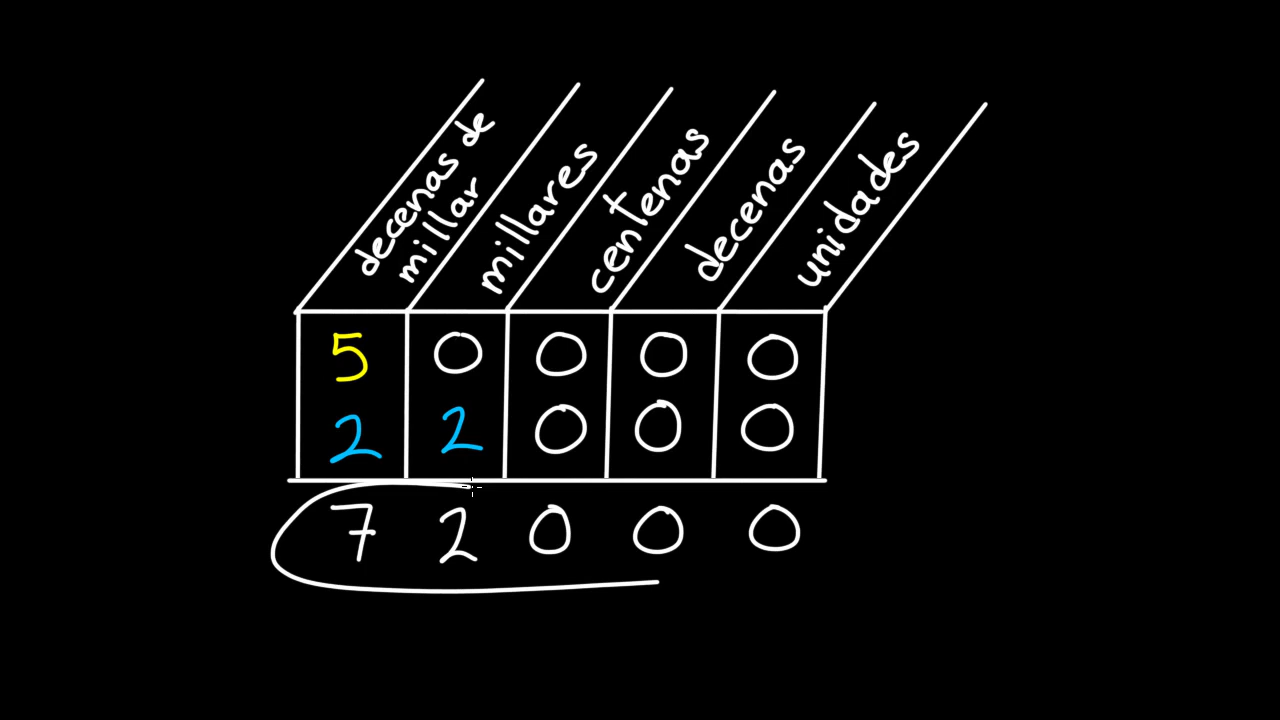 decenas de
millar
millares
centenas
decenas
unidades
5 0 0 0 0
2 2 0 0 0
7 2 0 0 0